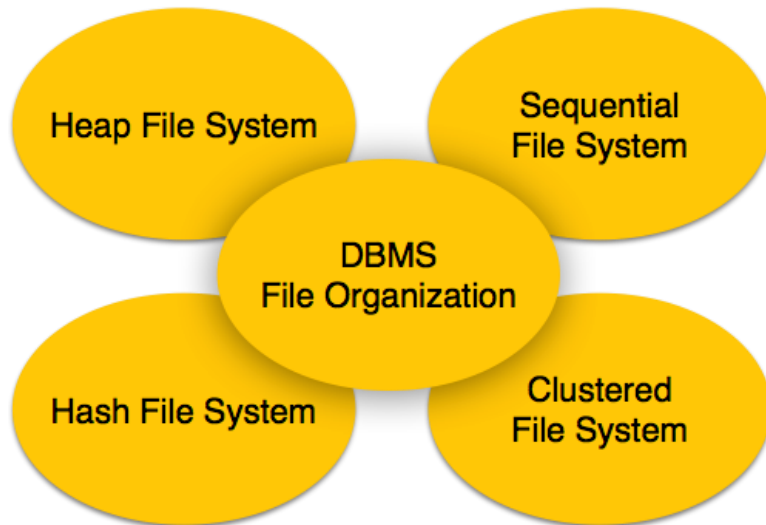 Heap File System
Sequential
File System
DBMS
File Organization
Hash File System
Clustered
File System